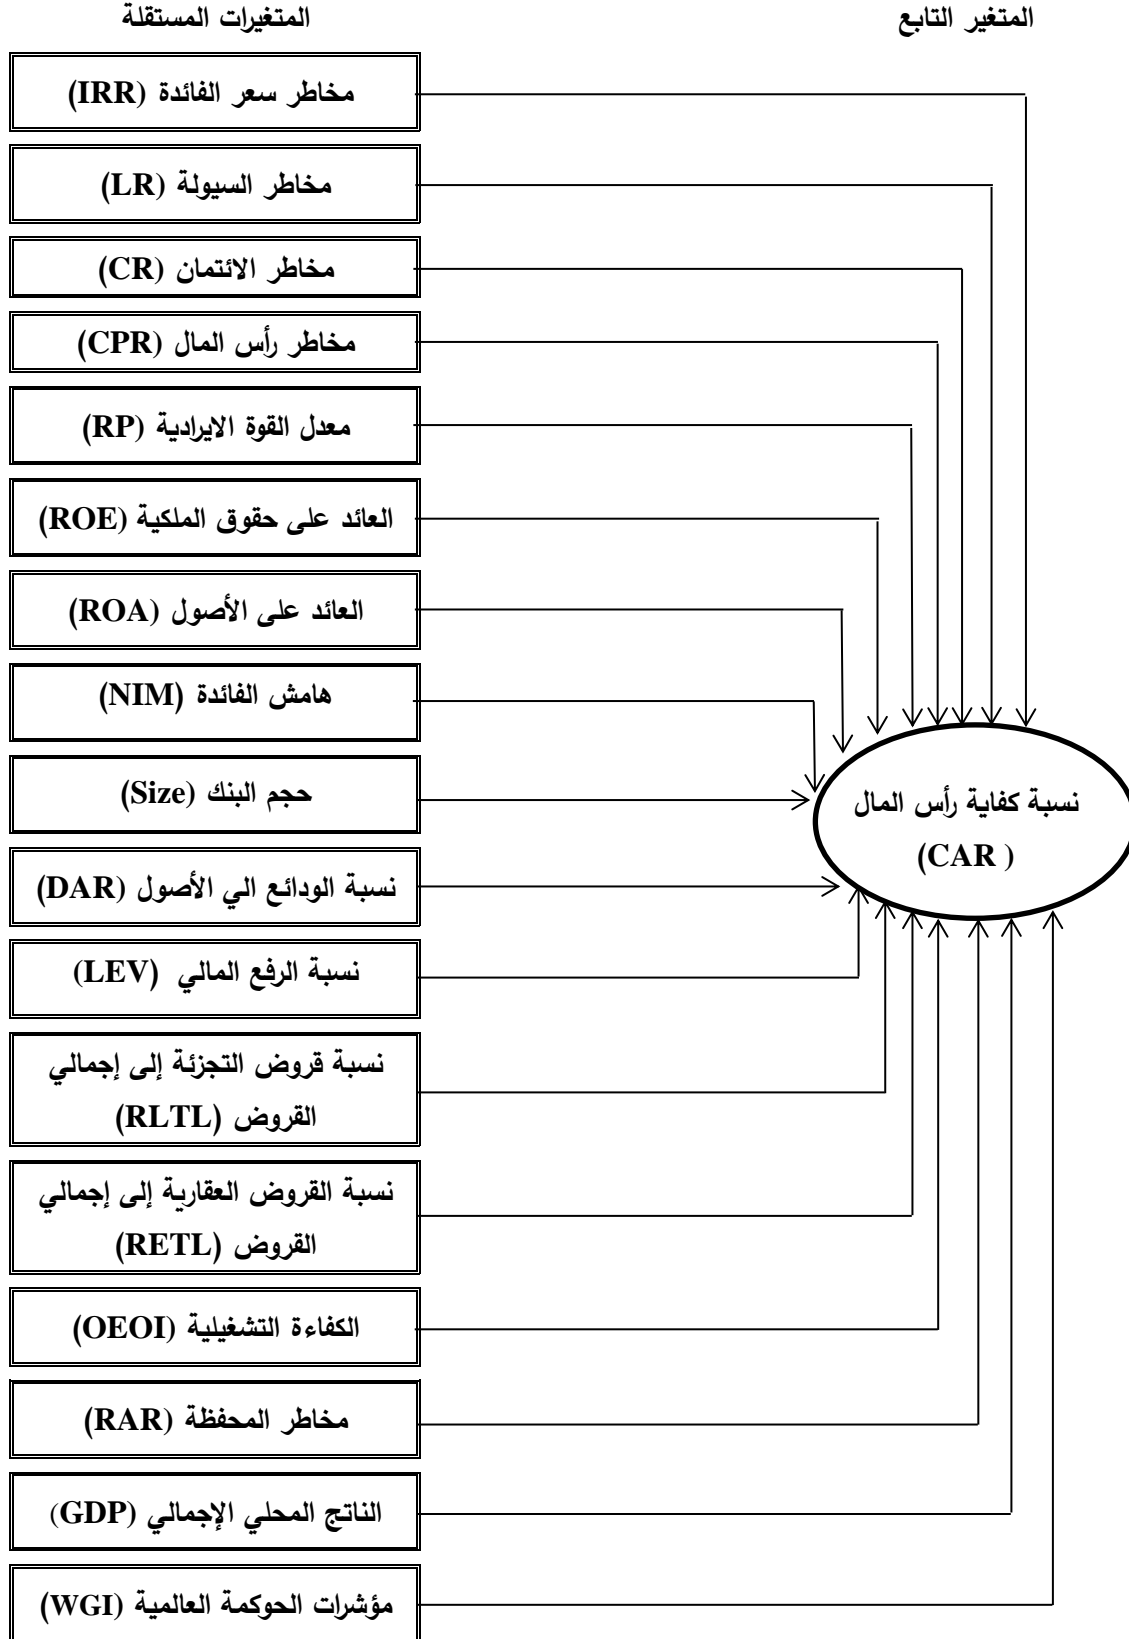 المتغيرات المستقلة
المتغير التابع
مخاطر سعر الفائدة (IRR)
مخاطر السيولة (LR)
مخاطر الائتمان (CR)
مخاطر رأس المال (CPR)
معدل القوة الايرادية (RP)
العائد على حقوق الملكية (ROE)
العائد على الأصول (ROA)
هامش الفائدة (NIM)
حجم البنك (Size)
نسبة الودائع الي الأصول (DAR)
نسبة الرفع المالي (LEV)
نسبة قروض التجزئة إلى إجمالي
القروض (RLTL)
نسبة القروض العقارية إلى إجمالي
القروض (RETL)
الكفاءة التشغيلية (OEOI)
مخاطر المحفظة (RAR)
الناتج المحلي الإجمالي (GDP)
مؤشرات الحوكمة العالمية (WGI)
نسبة كفاية رأس المال
(CAR )